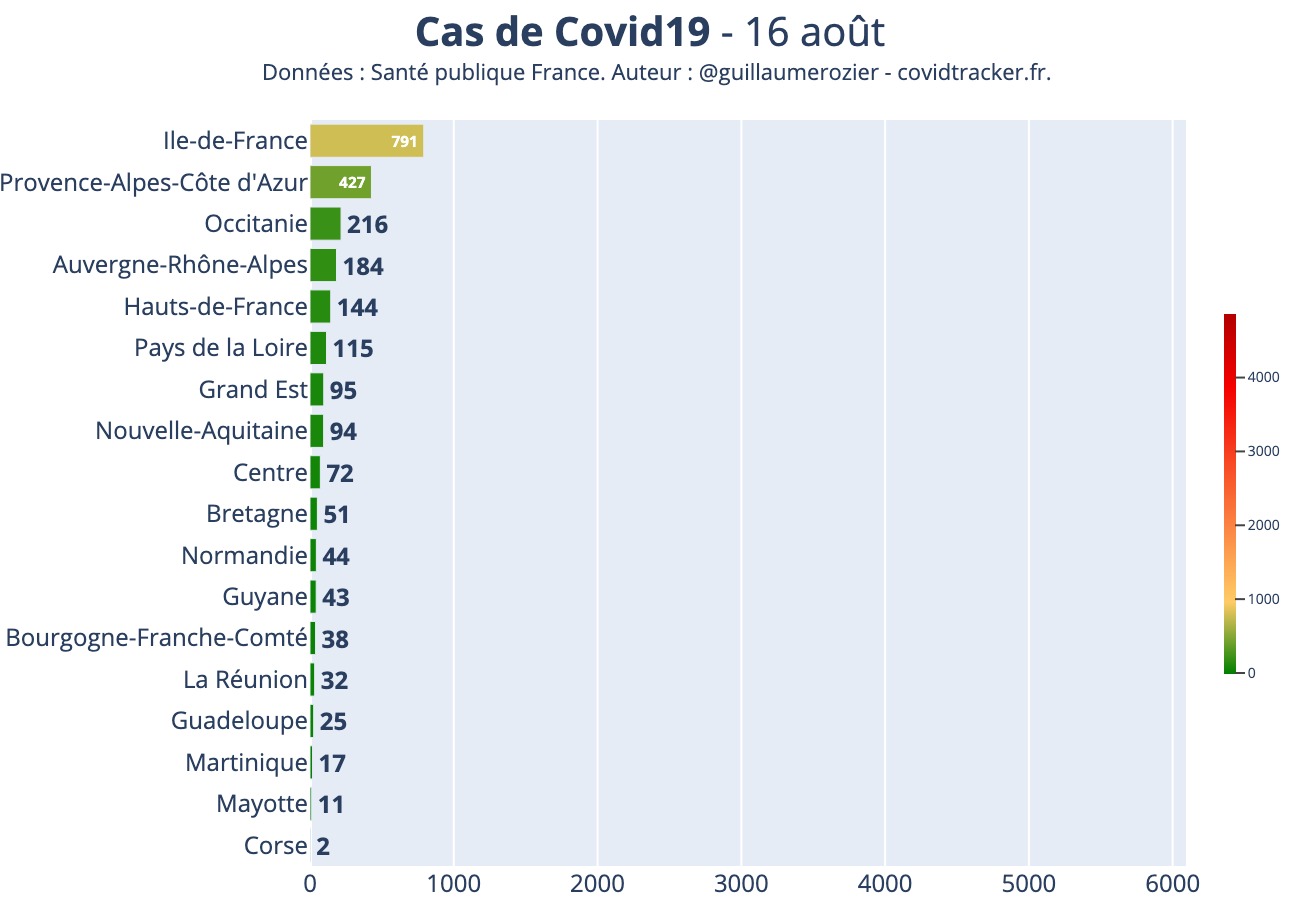 Cas de Covid19 - 16 août
Données : Santé publique France. Auteur : @guillaumerozier - covidtracker.fr.
Ile-de-France 791
Provence-Alpes-Côte d'Azur 427
Occitanie 216
Auvergne-Rhône-Alpes 184
Hauts-de-France 144
Pays de la Loire 115
Grand Est 95
Nouvelle-Aquitaine 94
Centre 72
Bretagne 51
Normandie 44
Guyane 43
Bourgogne-Franche-Comté 38
La Réunion 32
Guadeloupe 25
Martinique 17
Mayotte 11
Corse 2
0 1000 2000 3000 4000 5000 6000
4000
3000
2000
1000
0